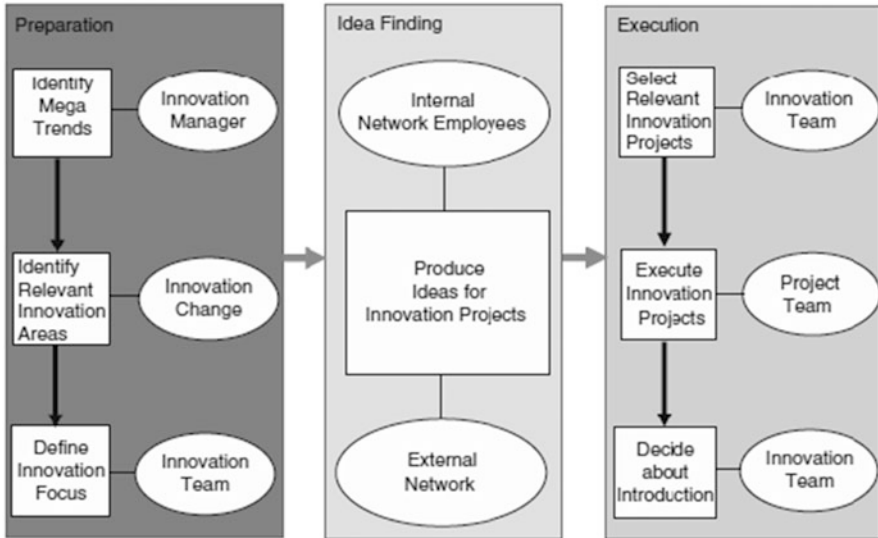 Preparation
Identify
Mega
Trends
Innovation
Manager
Identify
Relevant
Innovation
Areas
Innovation
Change
Define
Innovation
Focus
Innovation
Team
Idea Finding
Internal
Network Employees
Produce
Ideas for
Innovation Projects
External
Network
Execution
Select
Relevant
Innovation
Projects
Innovation
Team
Execute
Innovation
Projects
Project
Team
Decide
about
Introduction
Innovation
Team